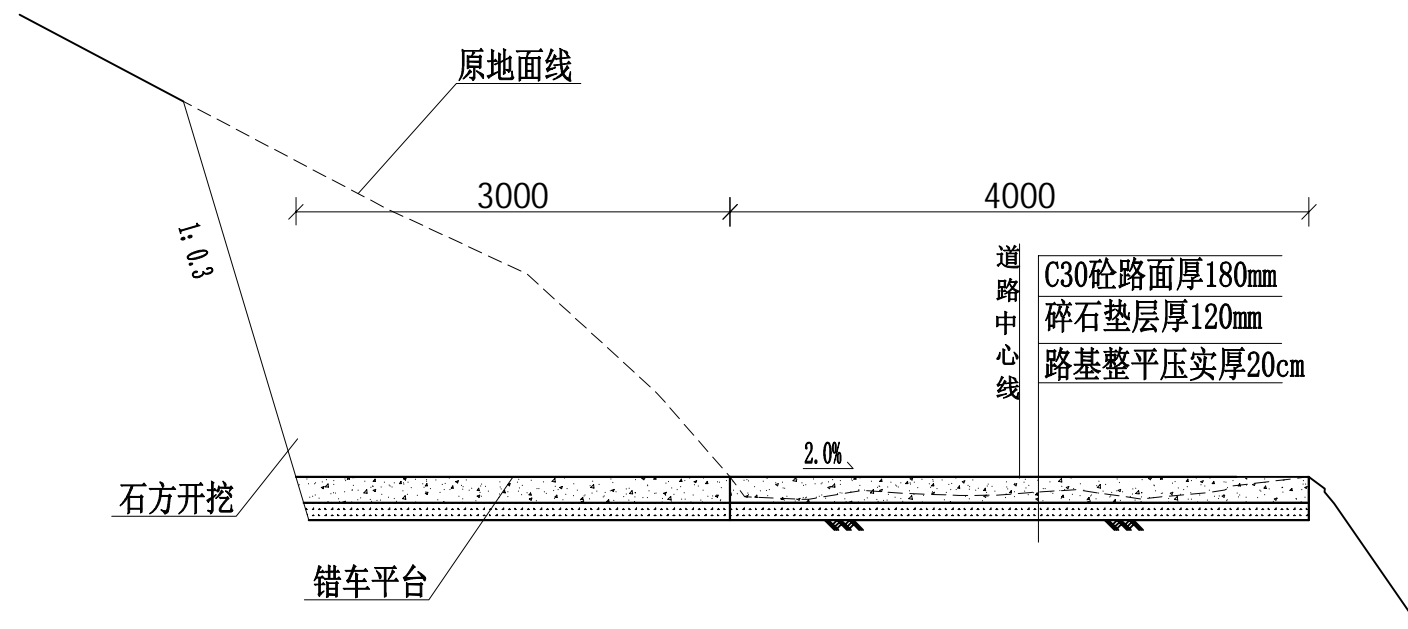 原地面线
3000
4000
1:0.3
道路中心线
C30砼路面厚180mm
碎石垫层厚120mm
路基整平压实厚20cm
2.0%
石方开挖
错车平台